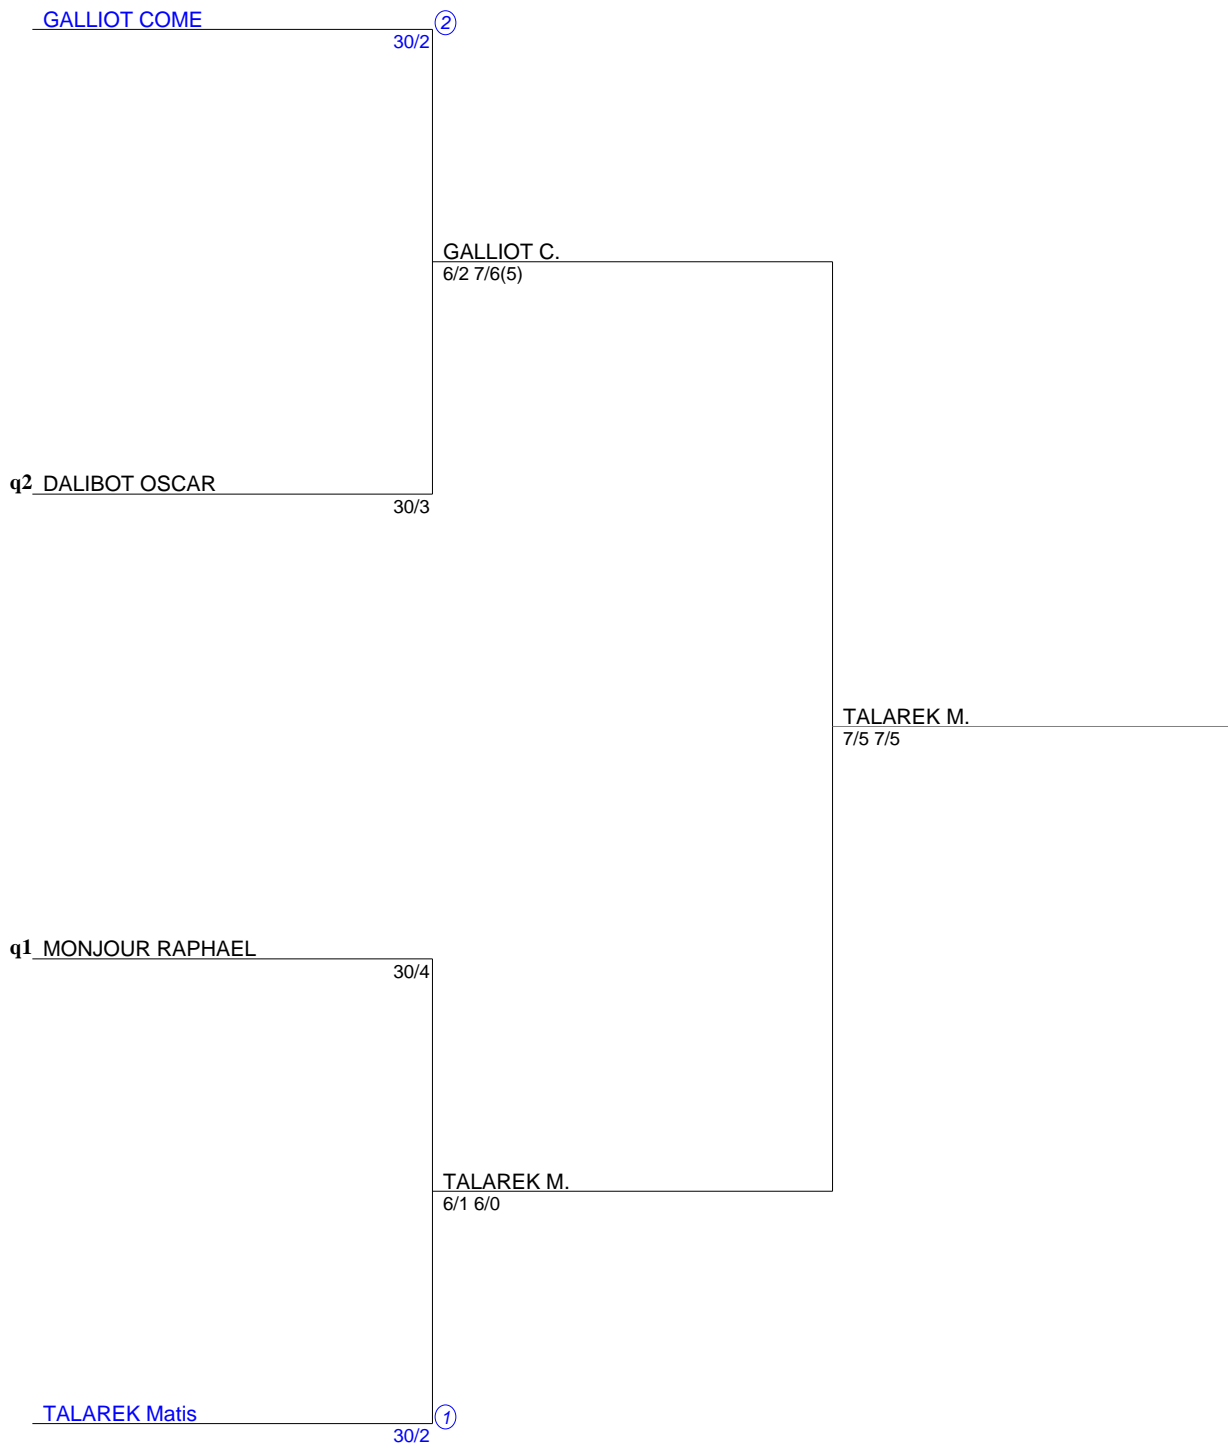 GALLIOT COME
2
30/2
GALLIOT C.
6/2 7/6(5)
q2 DALIBOT OSCAR
30/3
TALAREK M.
7/5 7/5
q1 MONJOUR RAPHAEL
30/4
TALAREK M.
6/1 6/0
TALAREK Matis
1
30/2